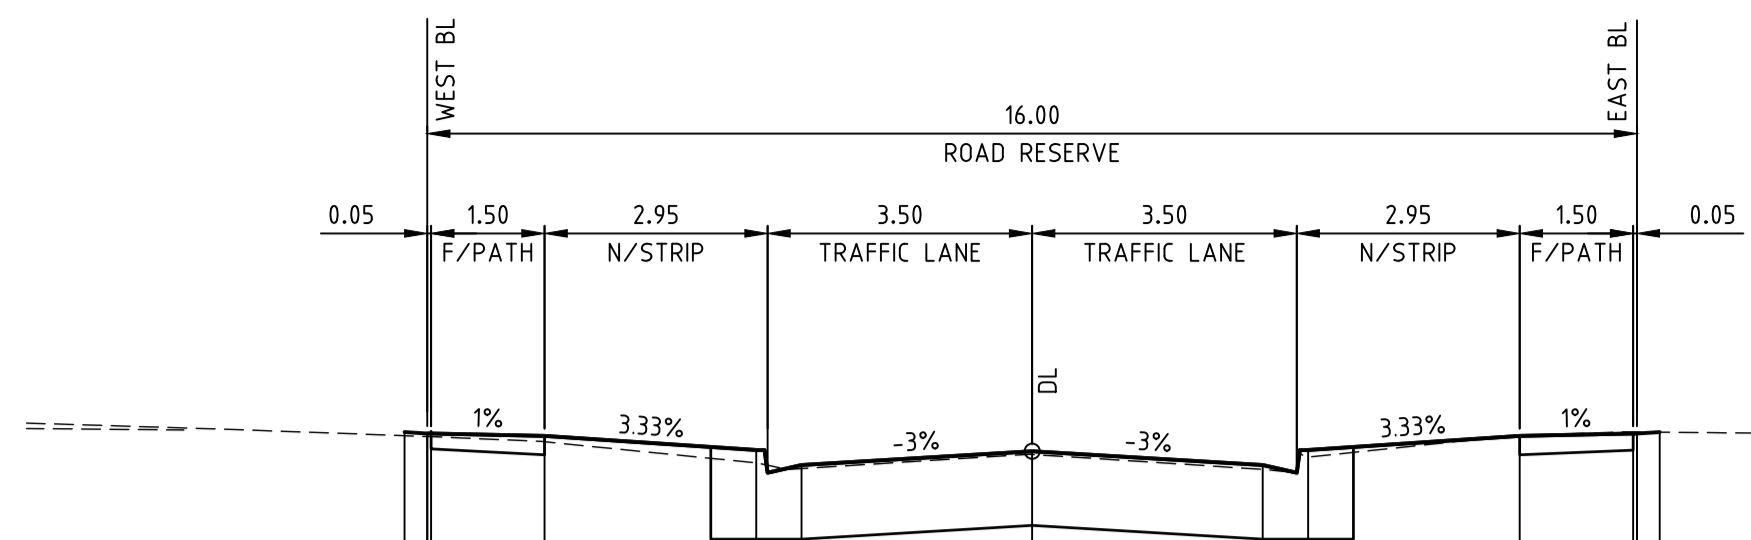 WEST BL
EAST BL
16.00
ROAD RESERVE
0.05
1.50
2.95
3.50
3.50
2.95
1.50
0.05
F/PATH
N/STRIP
TRAFFIC LANE
TRAFFIC LANE
N/STRIP
F/PATH
DL
1%
3.33%
-3%
-3%
3.33%
1%